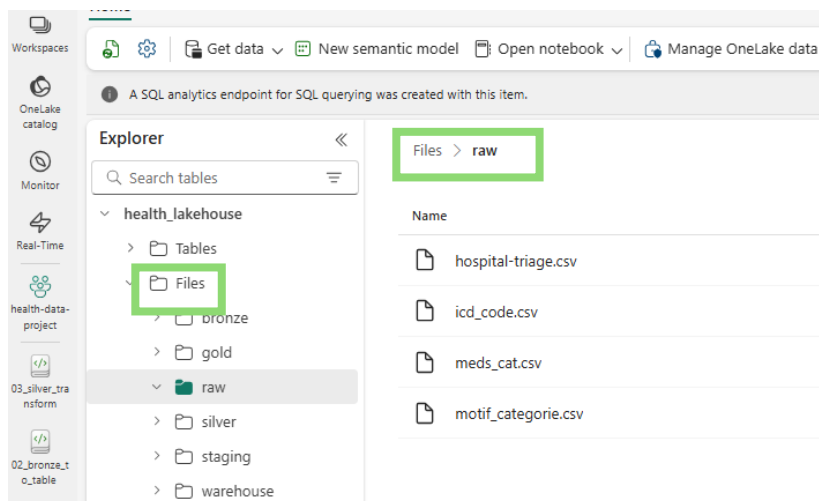 Home
Workspaces
OneLake
catalog
Monitor
Real-Time
health-data-
project
03_silver_tra
nsform
02_bronze_t
o_table
Get data
New semantic model
Open notebook
Manage OneLake data
A SQL analytics endpoint for SQL querying was created with this item.
Explorer
Search tables
health_lakehouse
Tables
Files
bronze
gold
raw
silver
staging
warehouse
Files > raw
Name
hospital-triage.csv
icd_code.csv
meds_cat.csv
motif_categorie.csv